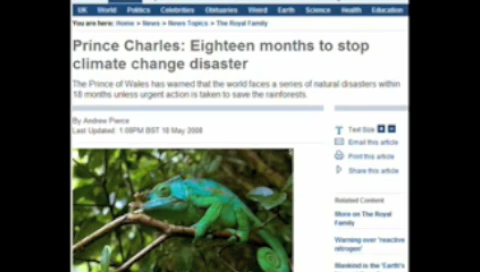 UK World Politics Celebrities Obituaries Weird Earth Science Health Education
You are here: Home > News > News Topics > The Royal Family
Prince Charles: Eighteen months to stop
climate change disaster
The Prince of Wales has warned that the world faces a series of natural disasters within
18 months unless urgent action is taken to save the rainforests.
By Andrew Pierce
Last Updated: 1:08PM BST 18 May 2008
Text Size
Email this article
Print this article
Share this article
Related Content
More on The Royal
Family
Warning over 'reactive
nitrogen'
Mankind is the 'Earth's